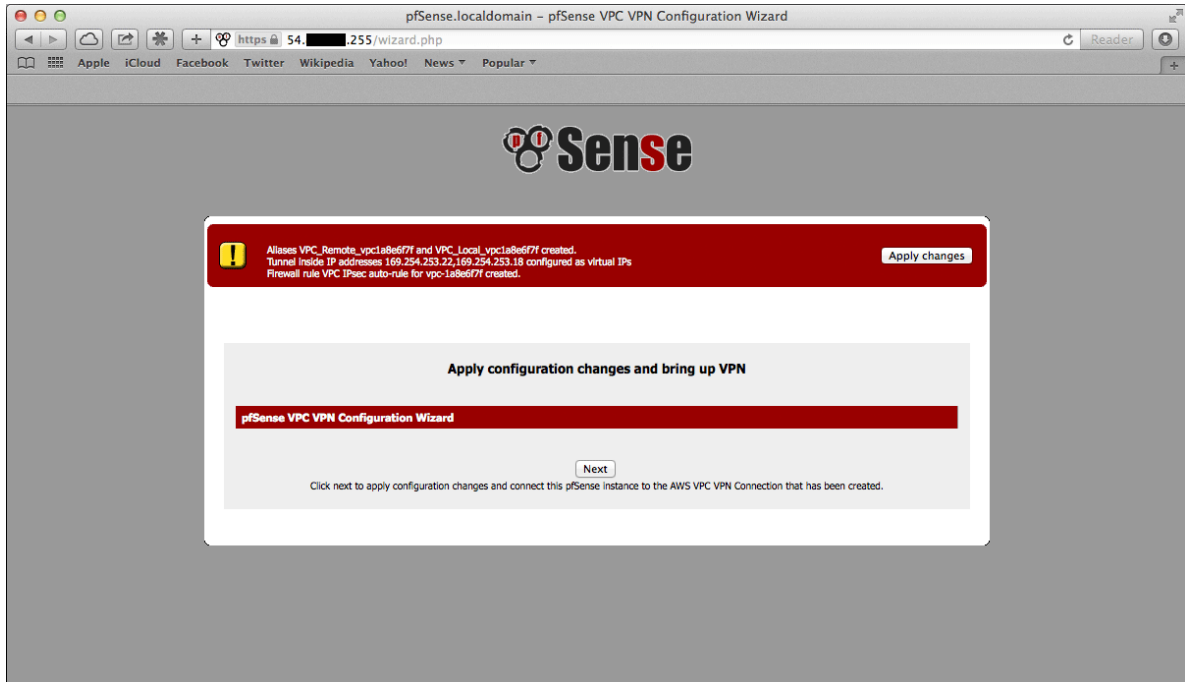 pfSense.localdomain – pfSense VPC VPN Configuration Wizard
https 54. .255/wizard.php
Reader
Apple iCloud Facebook Twitter Wikipedia Yahoo! News Popular
pfSense
Aliases VPC_Remote_vpc1a8e6f7f and VPC_Local_vpc1a8e6f7f created.
Tunnel inside IP addresses 169.254.253.22,169.254.253.18 configured as virtual IPs
Firewall rule VPC IPsec auto-rule for vpc-1a8e6f7f created.
Apply changes
Apply configuration changes and bring up VPN
pfSense VPC VPN Configuration Wizard
Next
Click next to apply configuration changes and connect this pfSense instance to the AWS VPC VPN Connection that has been created.